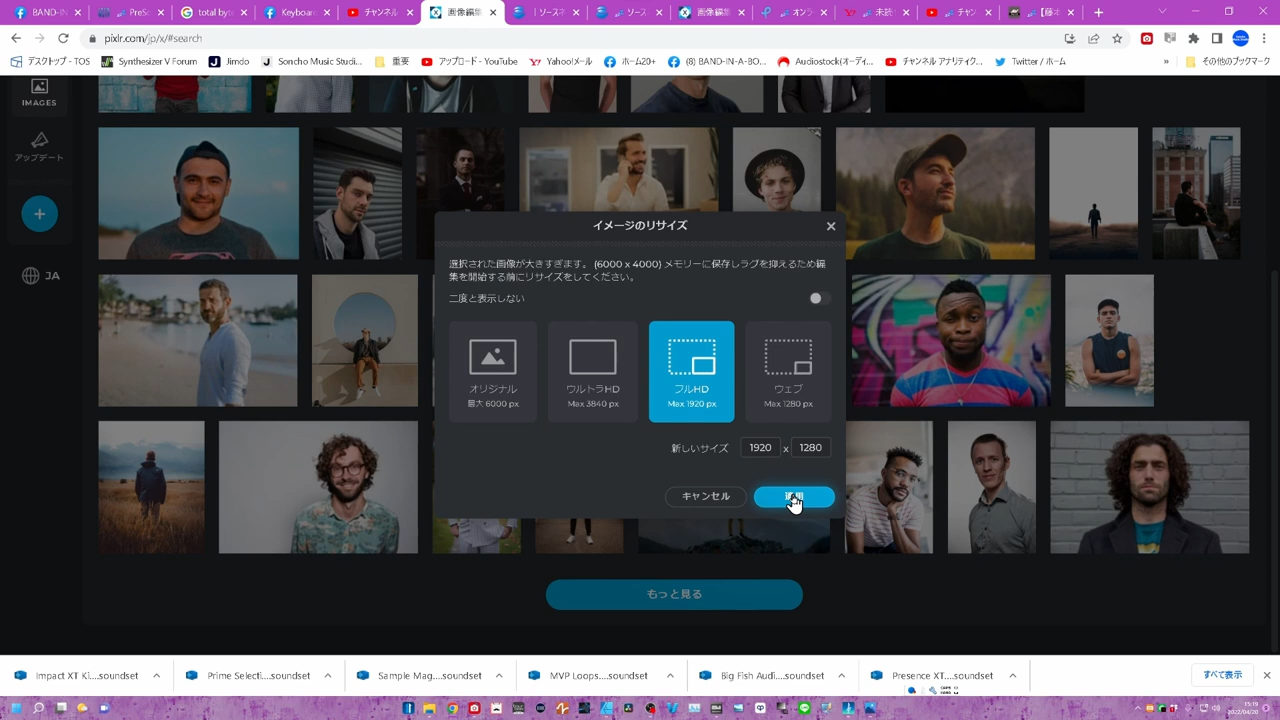 BAND-IN
PreSc
total byt
Keyboar
チャンネル
画像編集
｜ソースネ
ソース
画像編集
オンラ
未読
チャン
【藤本
pixlr.com/jp/x/#search
デスクトップ - TOS
Synthesizer V Forum
Jimdo
Soncho Music Studi...
重要
アップロード - YouTube
Yahoo!メール
ホーム20+
@ BAND-IN-A-BO...
Audiostock(オーディ...
チャンネル アナリティク...
Twitter / ホーム
»
その他のブックマーク
IMAGES
アップデート
JA
イメージのリサイズ
選択された画像が大きすぎます。 (6000 x 4000) メモリーに保存しラグを抑えるため編
集を開始する前にリサイズをしてください。
二度と表示しない
オリジナル
最大 6000 px
ウルトラHD
Max 3840 px
フルHD
Max 1920 px
ウェブ
Max 1280 px
新しいサイズ 1920 x 1280
キャンセル
もっと見る
Impact XT Ki....soundset
Prime Selecti....soundset
Sample Mag....soundset
MVP Loops....soundset
Big Fish Audi....soundset
Presence XT....soundset
すべて表示
15:19
2022/04/20